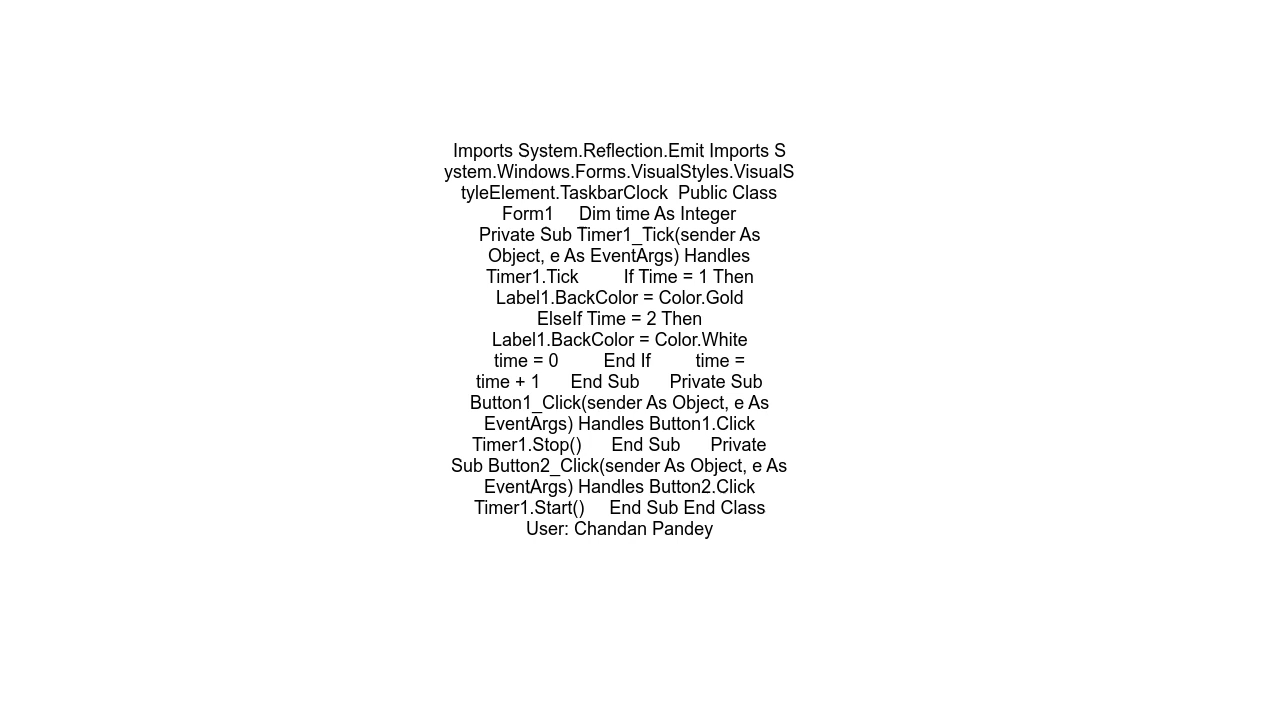 Imports System.Reflection.Emit Imports S
ystem.Windows.Forms.VisualStyles.VisualS
tyleElement.TaskbarClock  Public Class
Form1     Dim time As Integer
Private Sub Timer1_Tick(sender As
Object, e As EventArgs) Handles
Timer1.Tick         If Time = 1 Then
Label1.BackColor = Color.Gold
ElseIf Time = 2 Then
Label1.BackColor = Color.White
time = 0         End If         time =
time + 1      End Sub      Private Sub
Button1_Click(sender As Object, e As
EventArgs) Handles Button1.Click
Timer1.Stop()      End Sub      Private
Sub Button2_Click(sender As Object, e As
EventArgs) Handles Button2.Click
Timer1.Start()     End Sub End Class
User: Chandan Pandey